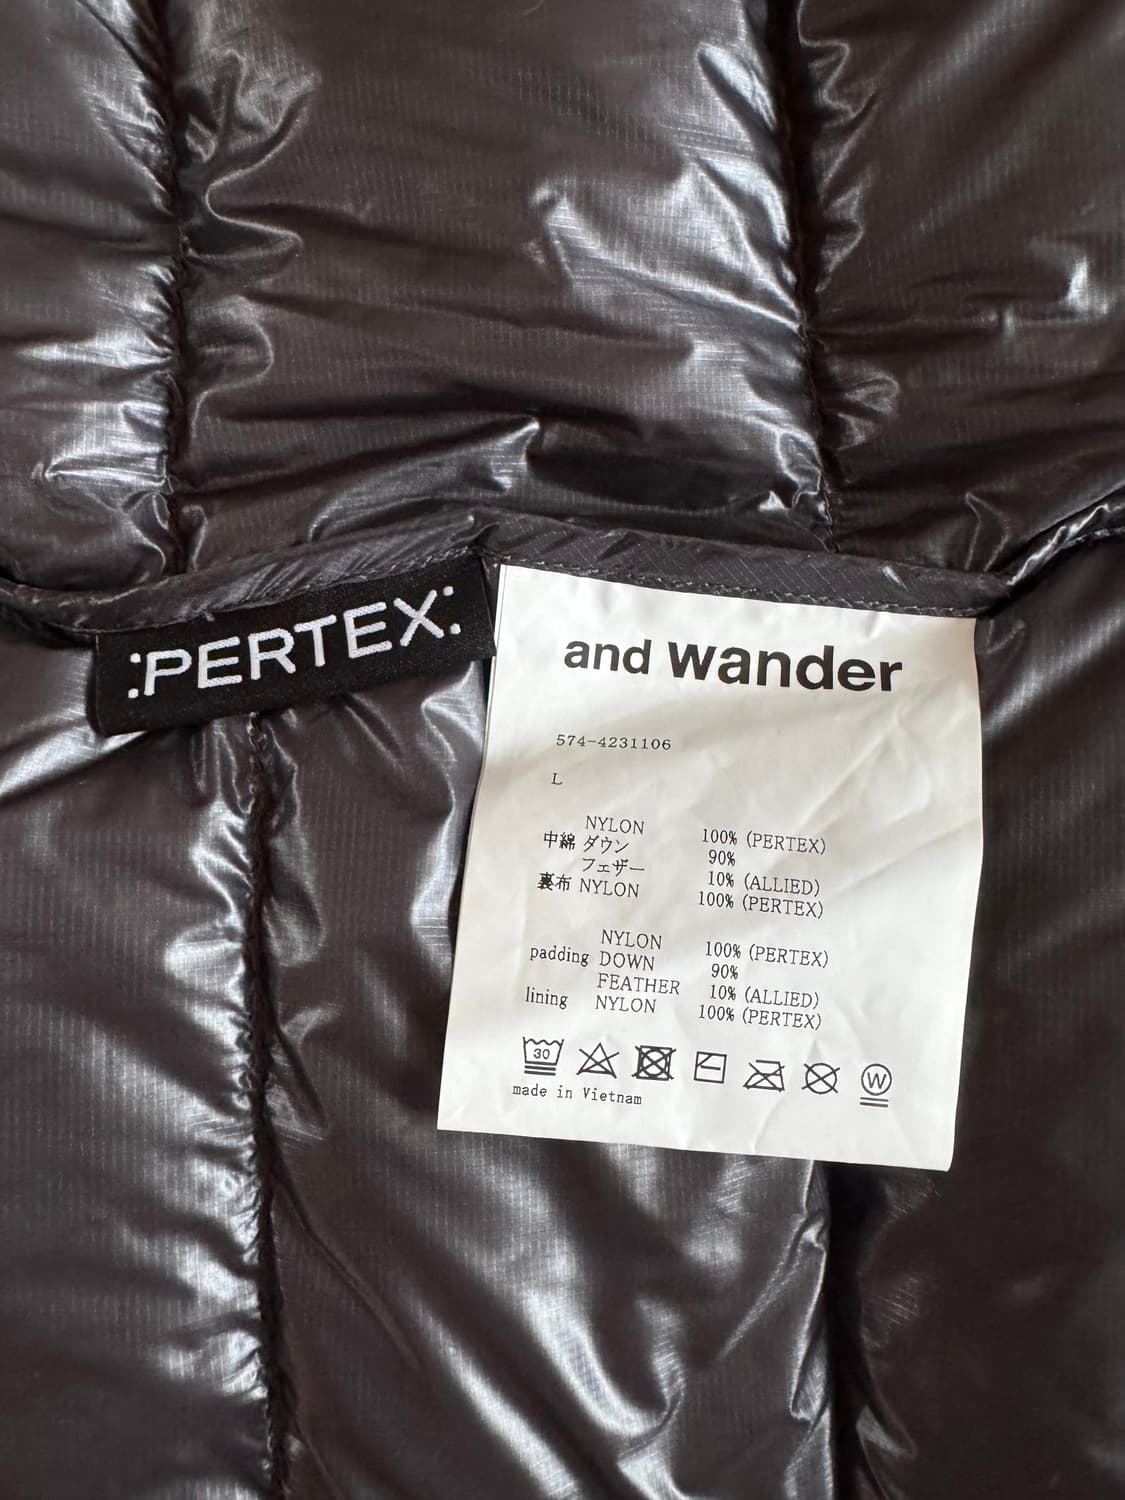 :PERTEX:
and wander
574-4231106
L
NYLON 100% (PERTEX)
中綿 ダウン 90%
フェザー 10% (ALLIED)
裏布 NYLON 100% (PERTEX)
NYLON 100% (PERTEX)
padding DOWN 90%
FEATHER 10% (ALLIED)
lining NYLON 100% (PERTEX)
30 W
made in Vietnam